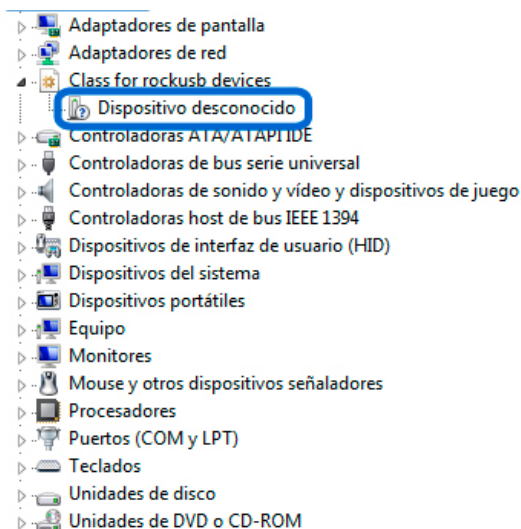 Adaptadores de pantalla
Adaptadores de red
Class for rockusb devices
Dispositivo desconocido
Controladoras ATA/ATAPI IDE
Controladoras de bus serie universal
Controladoras de sonido y vídeo y dispositivos de juego
Controladoras host de bus IEEE 1394
Dispositivos de interfaz de usuario (HID)
Dispositivos del sistema
Dispositivos portátiles
Equipo
Monitores
Mouse y otros dispositivos señaladores
Procesadores
Puertos (COM y LPT)
Teclados
Unidades de disco
Unidades de DVD o CD-ROM